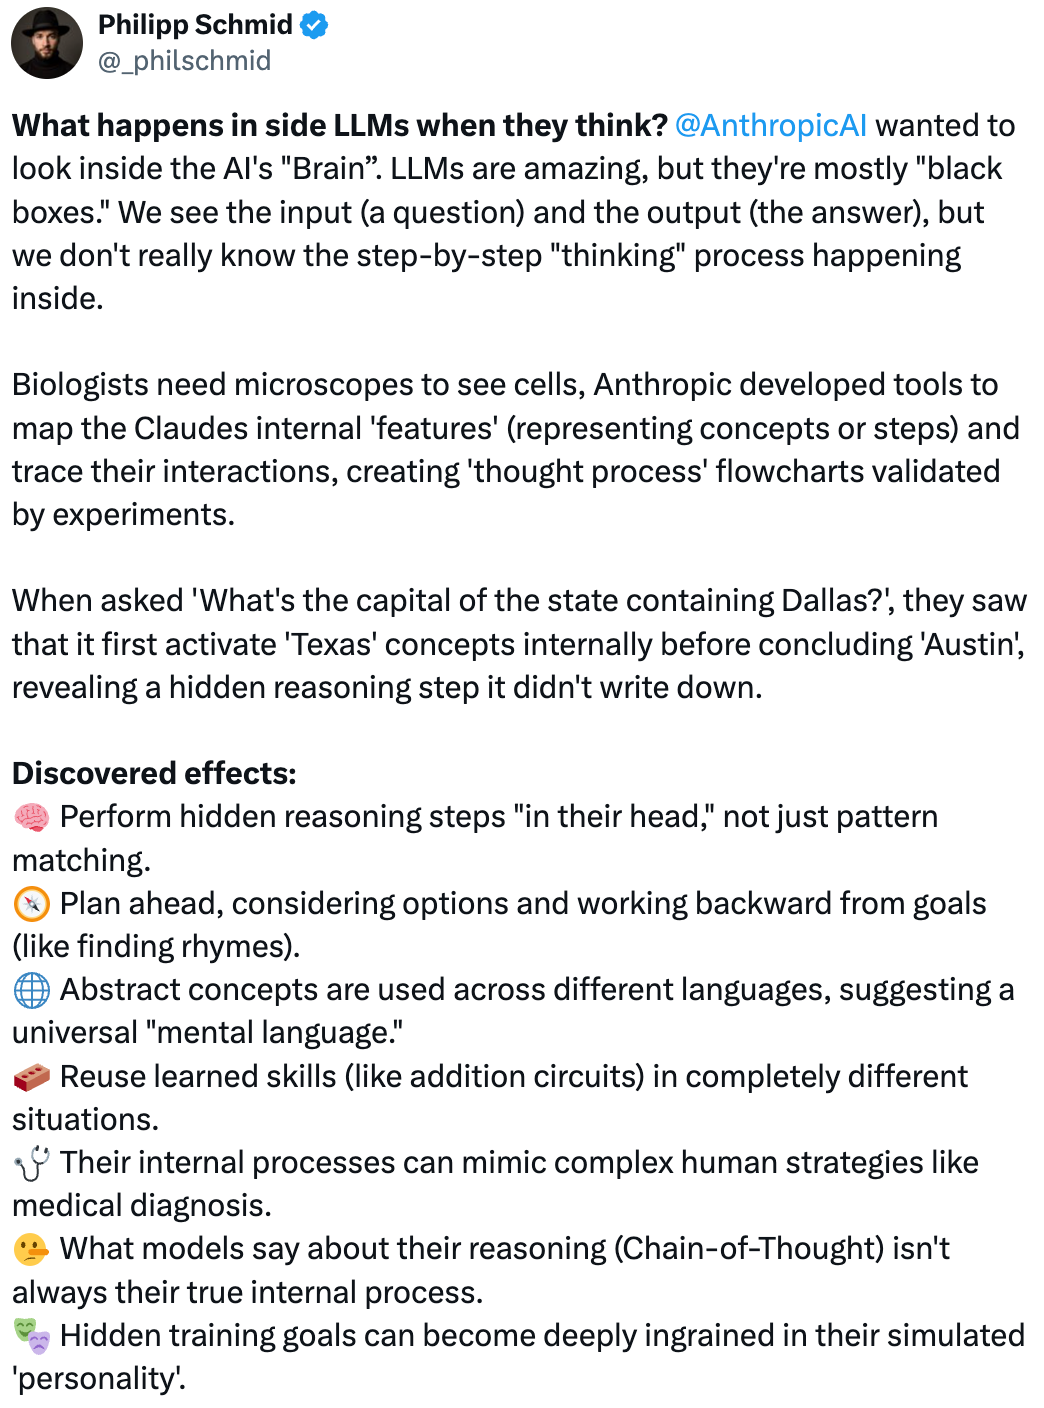 Philipp Schmid
@_philschmid
What happens in side LLMs when they think? @AnthropicAI wanted to
look inside the AI's "Brain”. LLMs are amazing, but they're mostly "black
boxes." We see the input (a question) and the output (the answer), but
we don't really know the step-by-step "thinking" process happening
inside.
Biologists need microscopes to see cells, Anthropic developed tools to
map the Claudes internal 'features' (representing concepts or steps) and
trace their interactions, creating 'thought process' flowcharts validated
by experiments.
When asked 'What's the capital of the state containing Dallas?', they saw
that it first activate 'Texas' concepts internally before concluding 'Austin',
revealing a hidden reasoning step it didn't write down.
Discovered effects:
🧠 Perform hidden reasoning steps "in their head," not just pattern
matching.
🧭 Plan ahead, considering options and working backward from goals
(like finding rhymes).
🌐 Abstract concepts are used across different languages, suggesting a
universal "mental language."
🧱 Reuse learned skills (like addition circuits) in completely different
situations.
🩺 Their internal processes can mimic complex human strategies like
medical diagnosis.
🤥 What models say about their reasoning (Chain-of-Thought) isn't
always their true internal process.
🎭 Hidden training goals can become deeply ingrained in their simulated
'personality'.